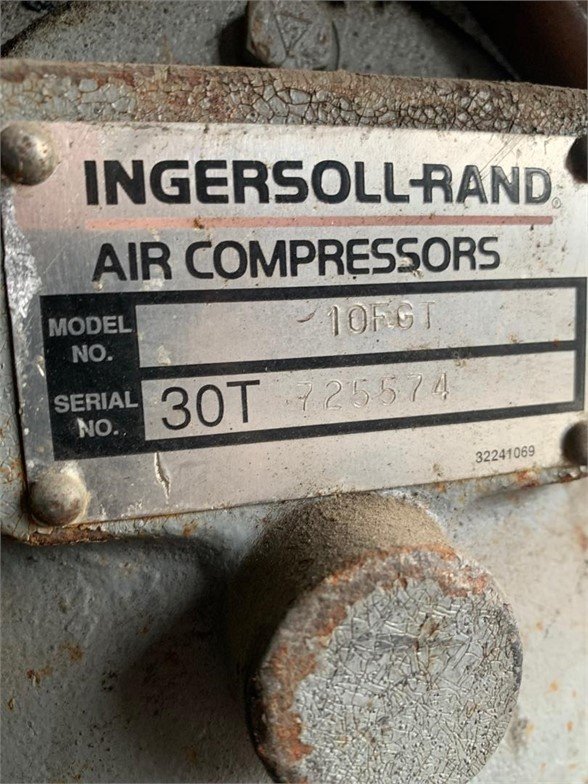 INGERSOLL-RAND®
AIR COMPRESSORS
MODEL NO. -10FGT
SERIAL NO. 30T 725574
32241069